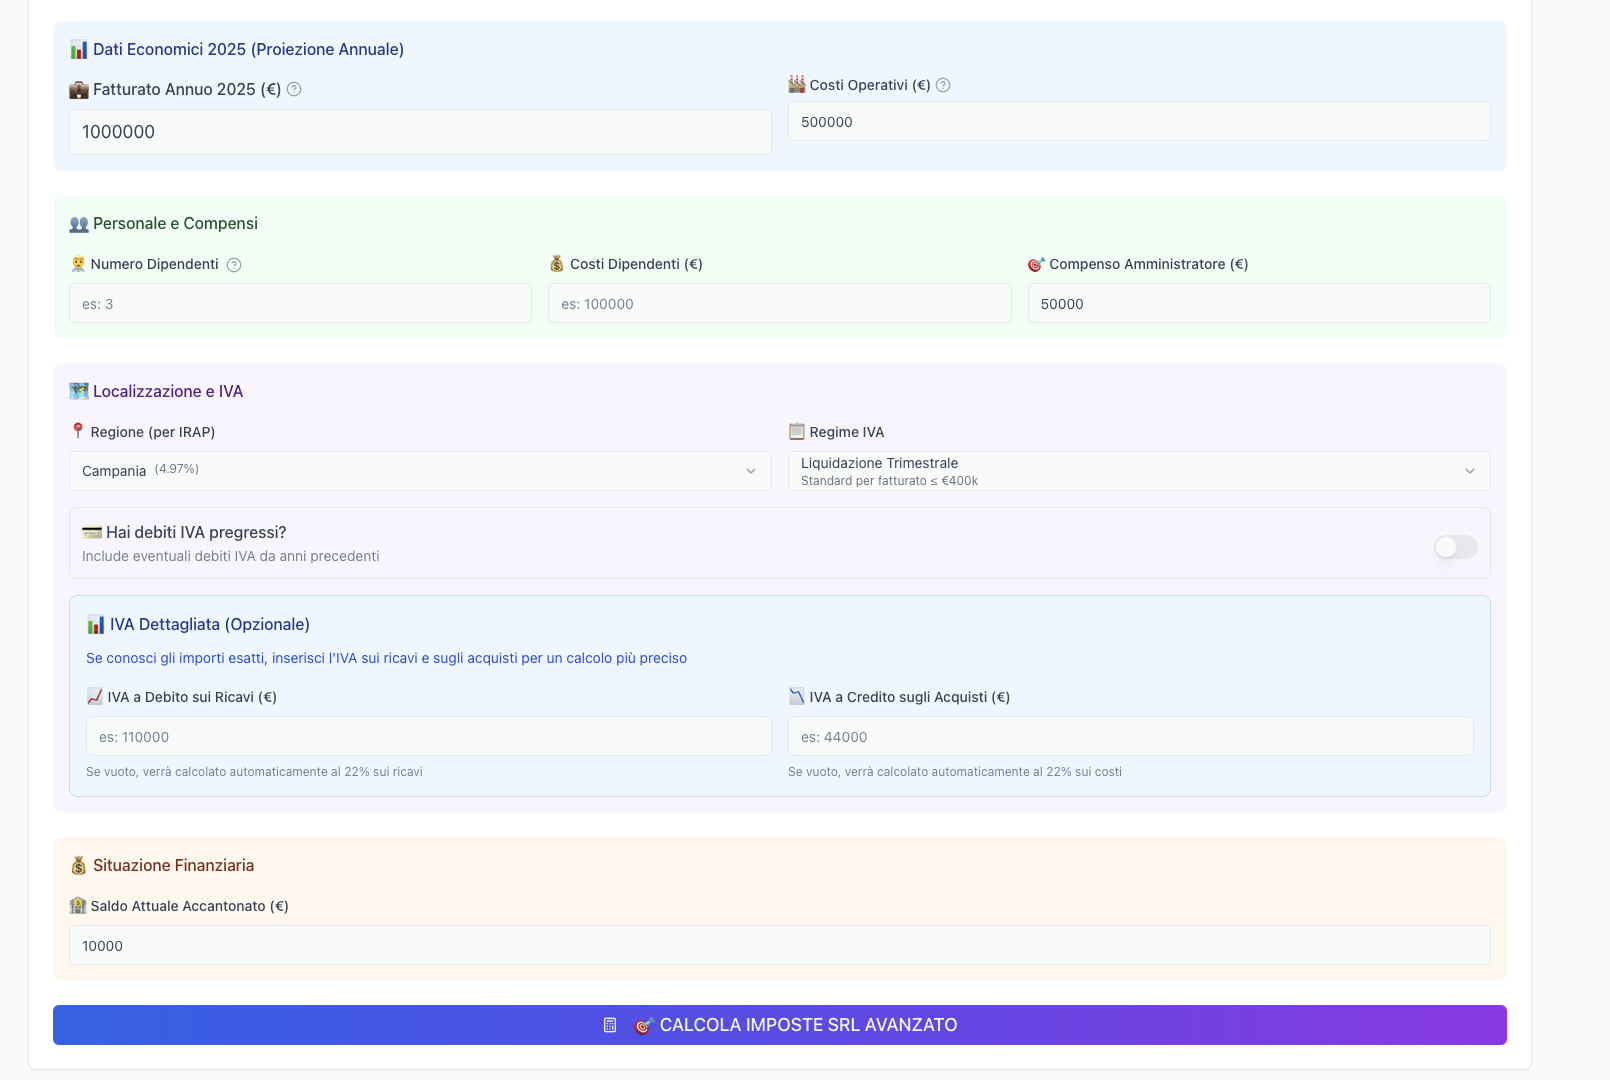 Dati Economici 2025 (Proiezione Annuale)
Fatturato Annuo 2025 (€)
1000000
Costi Operativi (€)
500000
Personale e Compensi
Numero Dipendenti
es: 3
Costi Dipendenti (€)
es: 100000
Compenso Amministratore (€)
50000
Localizzazione e IVA
Regione (per IRAP)
Campania (4.97%)
Regime IVA
Liquidazione Trimestrale
Standard per fatturato ≤ €400k
Hai debiti IVA pregressi?
Include eventuali debiti IVA da anni precedenti
IVA Dettagliata (Opzionale)
Se conosci gli importi esatti, inserisci l'IVA sui ricavi e sugli acquisti per un calcolo più preciso
IVA a Debito sui Ricavi (€)
es: 110000
Se vuoto, verrà calcolato automaticamente al 22% sui ricavi
IVA a Credito sugli Acquisti (€)
es: 44000
Se vuoto, verrà calcolato automaticamente al 22% sui costi
Situazione Finanziaria
Saldo Attuale Accantonato (€)
10000
CALCOLA IMPOSTE SRL AVANZATO